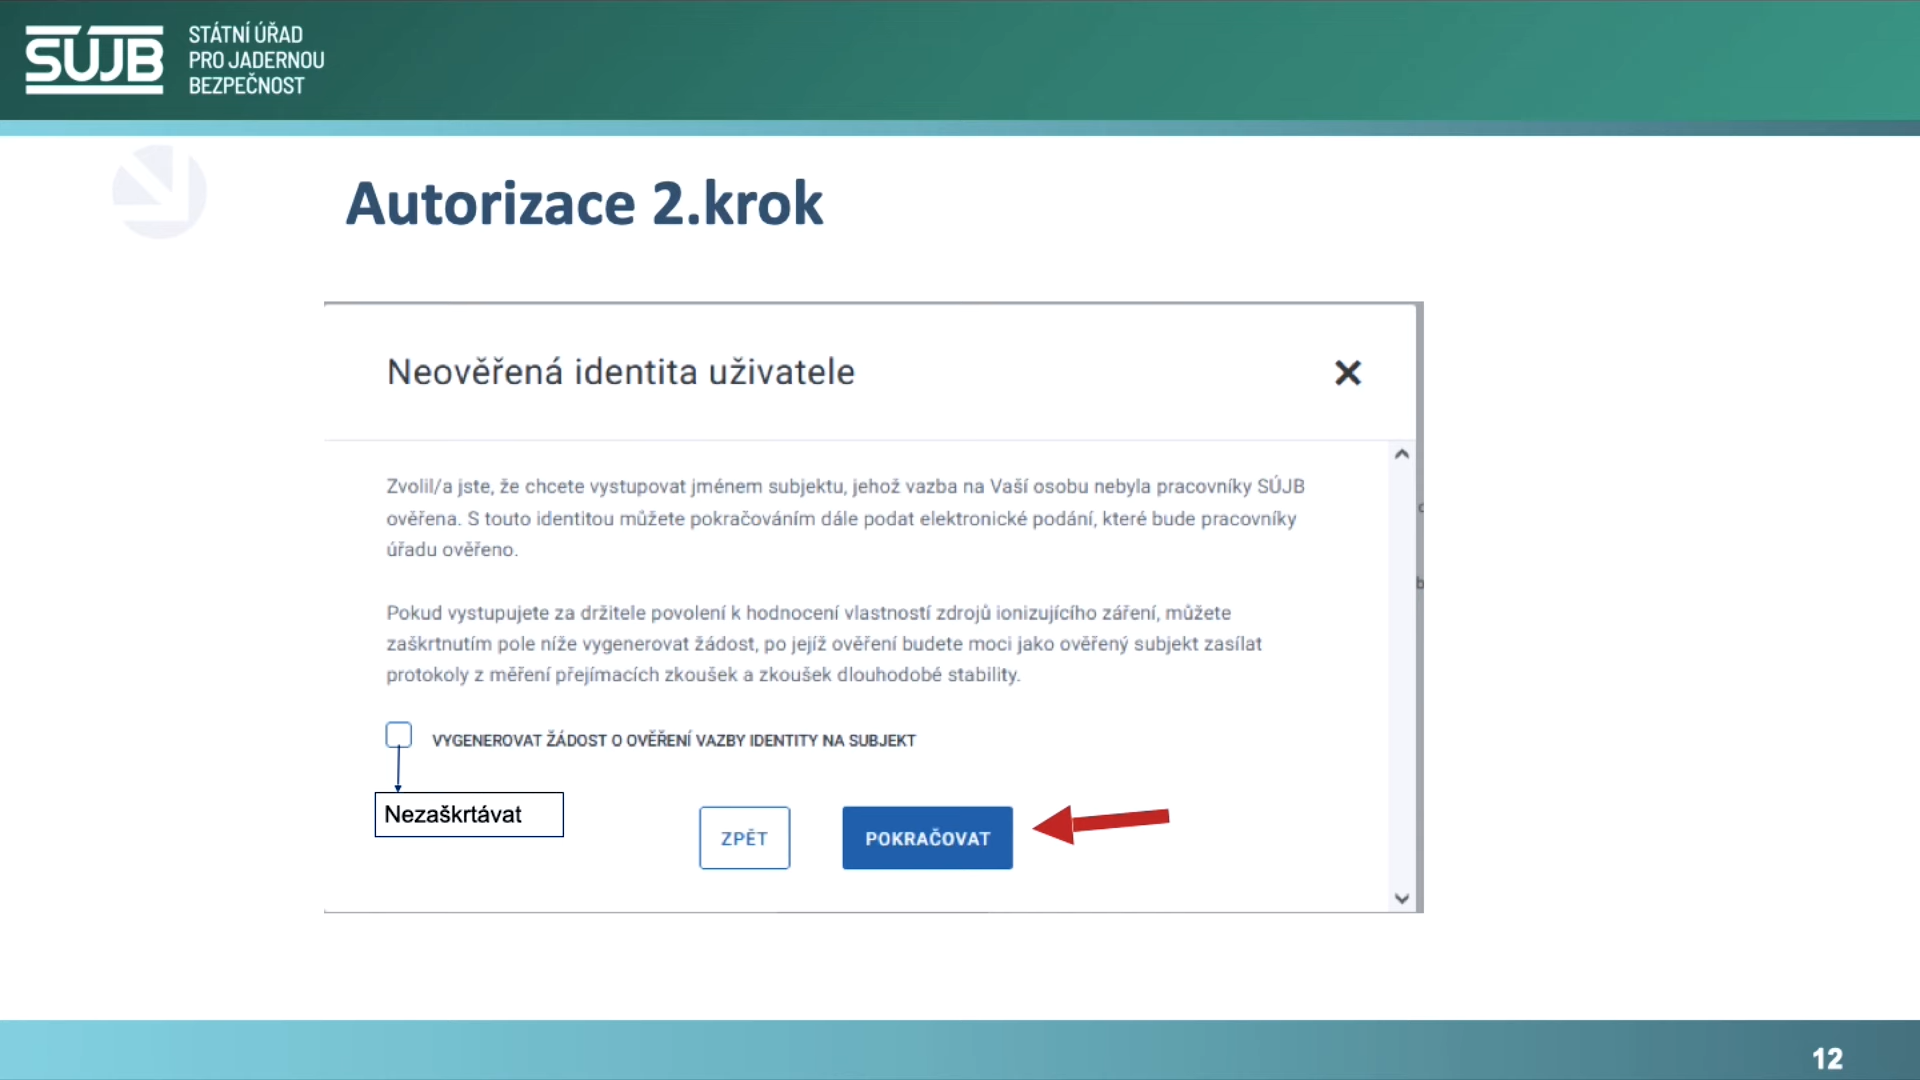 SÚJB
STÁTNÍ ÚŘAD
PRO JADERNOU
BEZPEČNOST
Autorizace 2.krok
Neověřená identita uživatele
Zvolil/a jste, že chcete vystupovat jménem subjektu, jehož vazba na Vaší osobu nebyla pracovníky SÚJB
ověřena. S touto identitou můžete pokračováním dále podat elektronické podání, které bude pracovníky
úřadu ověřeno.
Pokud vystupujete za držitele povolení k hodnocení vlastností zdrojů ionizujícího záření, můžete
zaškrtnutím pole níže vygenerovat žádost, po jejíž ověření budete moci jako ověřený subjekt zasílat
protokoly z měření přejímacích zkoušek a zkoušek dlouhodobé stability.
VYGENEROVAT ŽÁDOST O OVĚŘENÍ VAZBY IDENTITY NA SUBJEKT
Nezaškrtávat
ZPĚT
POKRAČOVAT
12